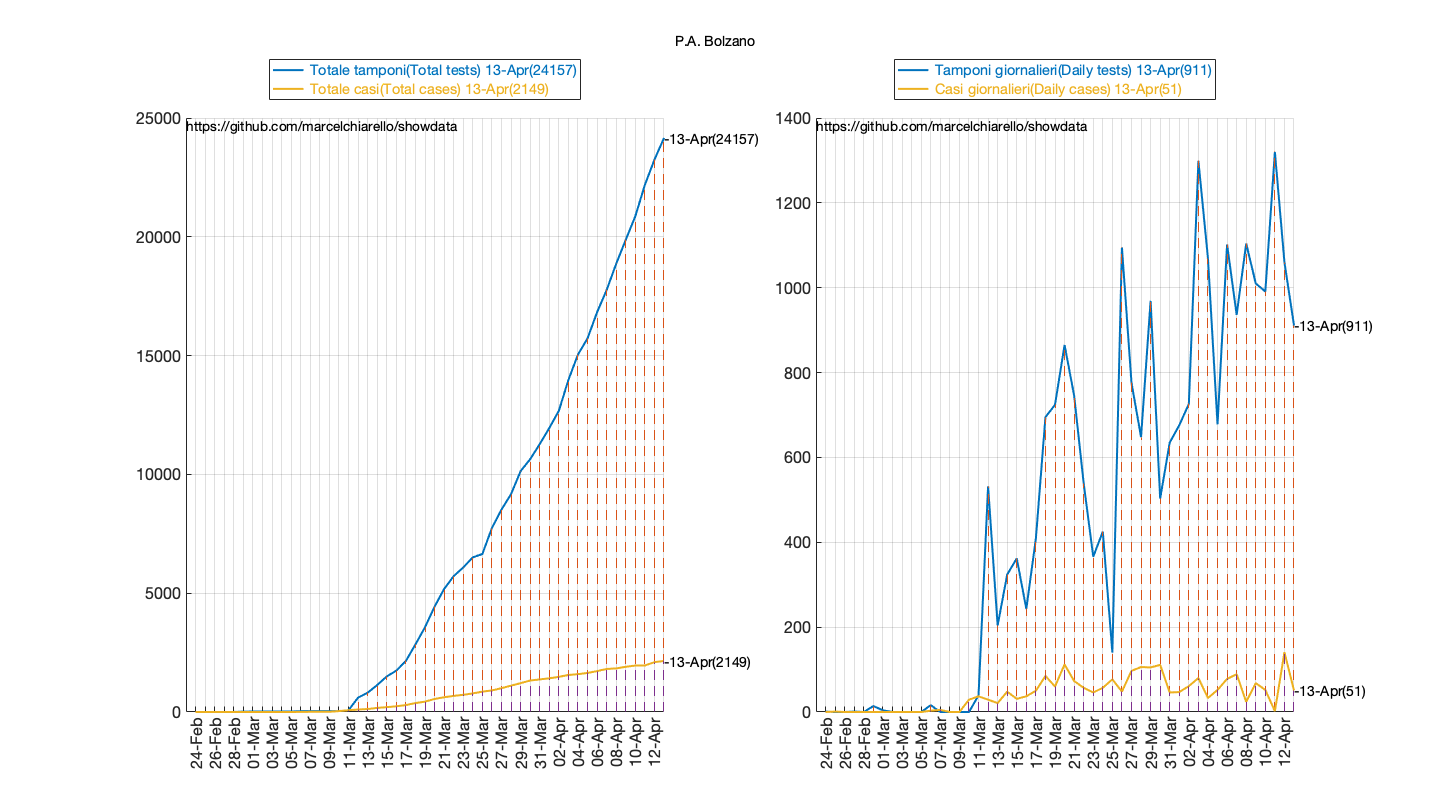 P.A. Bolzano
Totale tamponi(Total tests) 13-Apr(24157)
Totale casi(Total cases) 13-Apr(2149)
https://github.com/marcelchiarello/showdata
25000
20000
15000
10000
5000
0
-13-Apr(24157)
-13-Apr(2149)
24-Feb
26-Feb
28-Feb
01-Mar
03-Mar
05-Mar
07-Mar
09-Mar
11-Mar
13-Mar
15-Mar
17-Mar
19-Mar
21-Mar
23-Mar
25-Mar
27-Mar
29-Mar
31-Mar
02-Apr
04-Apr
06-Apr
08-Apr
10-Apr
12-Apr
Tamponi giornalieri(Daily tests) 13-Apr(911)
Casi giornalieri(Daily cases) 13-Apr(51)
https://github.com/marcelchiarello/showdata
1400
1200
1000
800
600
400
200
0
-13-Apr(911)
-13-Apr(51)
24-Feb
26-Feb
28-Feb
01-Mar
03-Mar
05-Mar
07-Mar
09-Mar
11-Mar
13-Mar
15-Mar
17-Mar
19-Mar
21-Mar
23-Mar
25-Mar
27-Mar
29-Mar
31-Mar
02-Apr
04-Apr
06-Apr
08-Apr
10-Apr
12-Apr